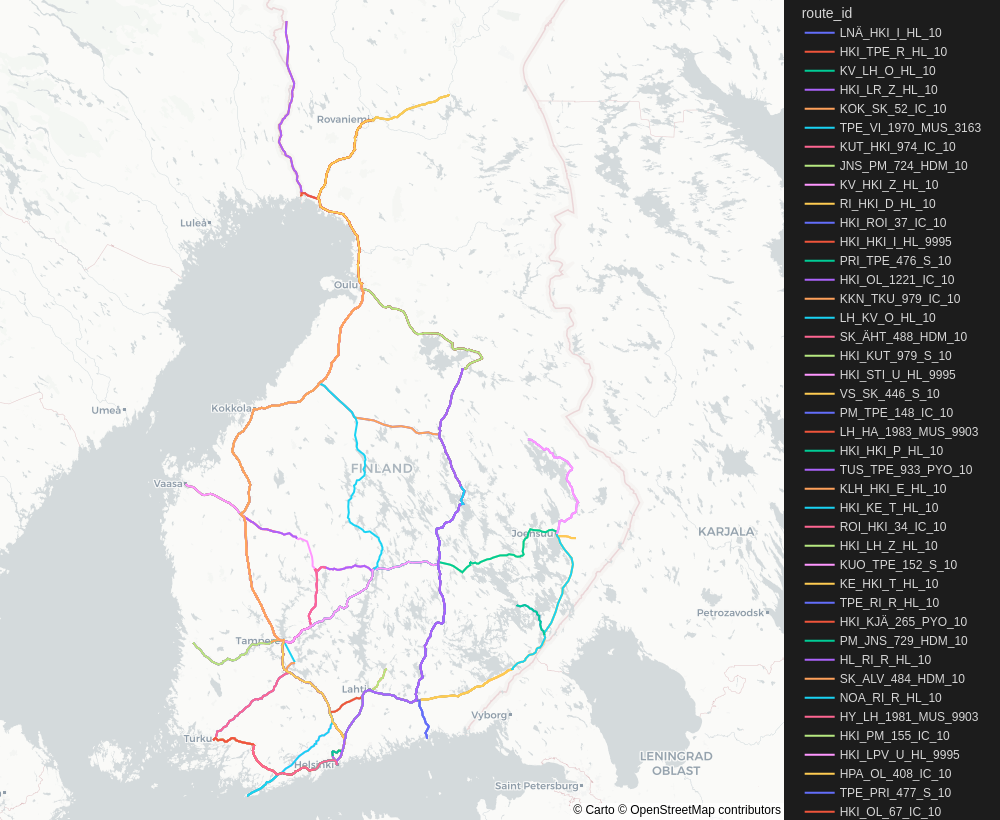 Rovaniemi
Luleå
Oulu
Umeå
Kokkola
FINLAND
Vaasa
Joensuu
KARJALA
Petrozavodsk
Tampere
Lahti
Vyborg
Turku
Helsinki
LENINGRAD
OBLAST
Saint Petersburg
© Carto © OpenStreetMap contributors
route_id
LNÄ_HKI_I_HL_10
HKI_TPE_R_HL_10
KV_LH_O_HL_10
HKI_LR_Z_HL_10
KOK_SK_52_IC_10
TPE_VI_1970_MUS_3163
KUT_HKI_974_IC_10
JNS_PM_724_HDM_10
KV_HKI_Z_HL_10
RI_HKI_D_HL_10
HKI_ROI_37_IC_10
HKI_HKI_I_HL_9995
PRI_TPE_476_S_10
HKI_OL_1221_IC_10
KKN_TKU_979_IC_10
LH_KV_O_HL_10
SK_ÄHT_488_HDM_10
HKI_KUT_979_S_10
HKI_STI_U_HL_9995
VS_SK_446_S_10
PM_TPE_148_IC_10
LH_HA_1983_MUS_9903
HKI_HKI_P_HL_10
TUS_TPE_933_PYO_10
KLH_HKI_E_HL_10
HKI_KE_T_HL_10
ROI_HKI_34_IC_10
HKI_LH_Z_HL_10
KUO_TPE_152_S_10
KE_HKI_T_HL_10
TPE_RI_R_HL_10
HKI_KJÄ_265_PYO_10
PM_JNS_729_HDM_10
HL_RI_R_HL_10
SK_ALV_484_HDM_10
NOA_RI_R_HL_10
HY_LH_1981_MUS_9903
HKI_PM_155_IC_10
HKI_LPV_U_HL_9995
HPA_OL_408_IC_10
TPE_PRI_477_S_10
HKI_OL_67_IC_10